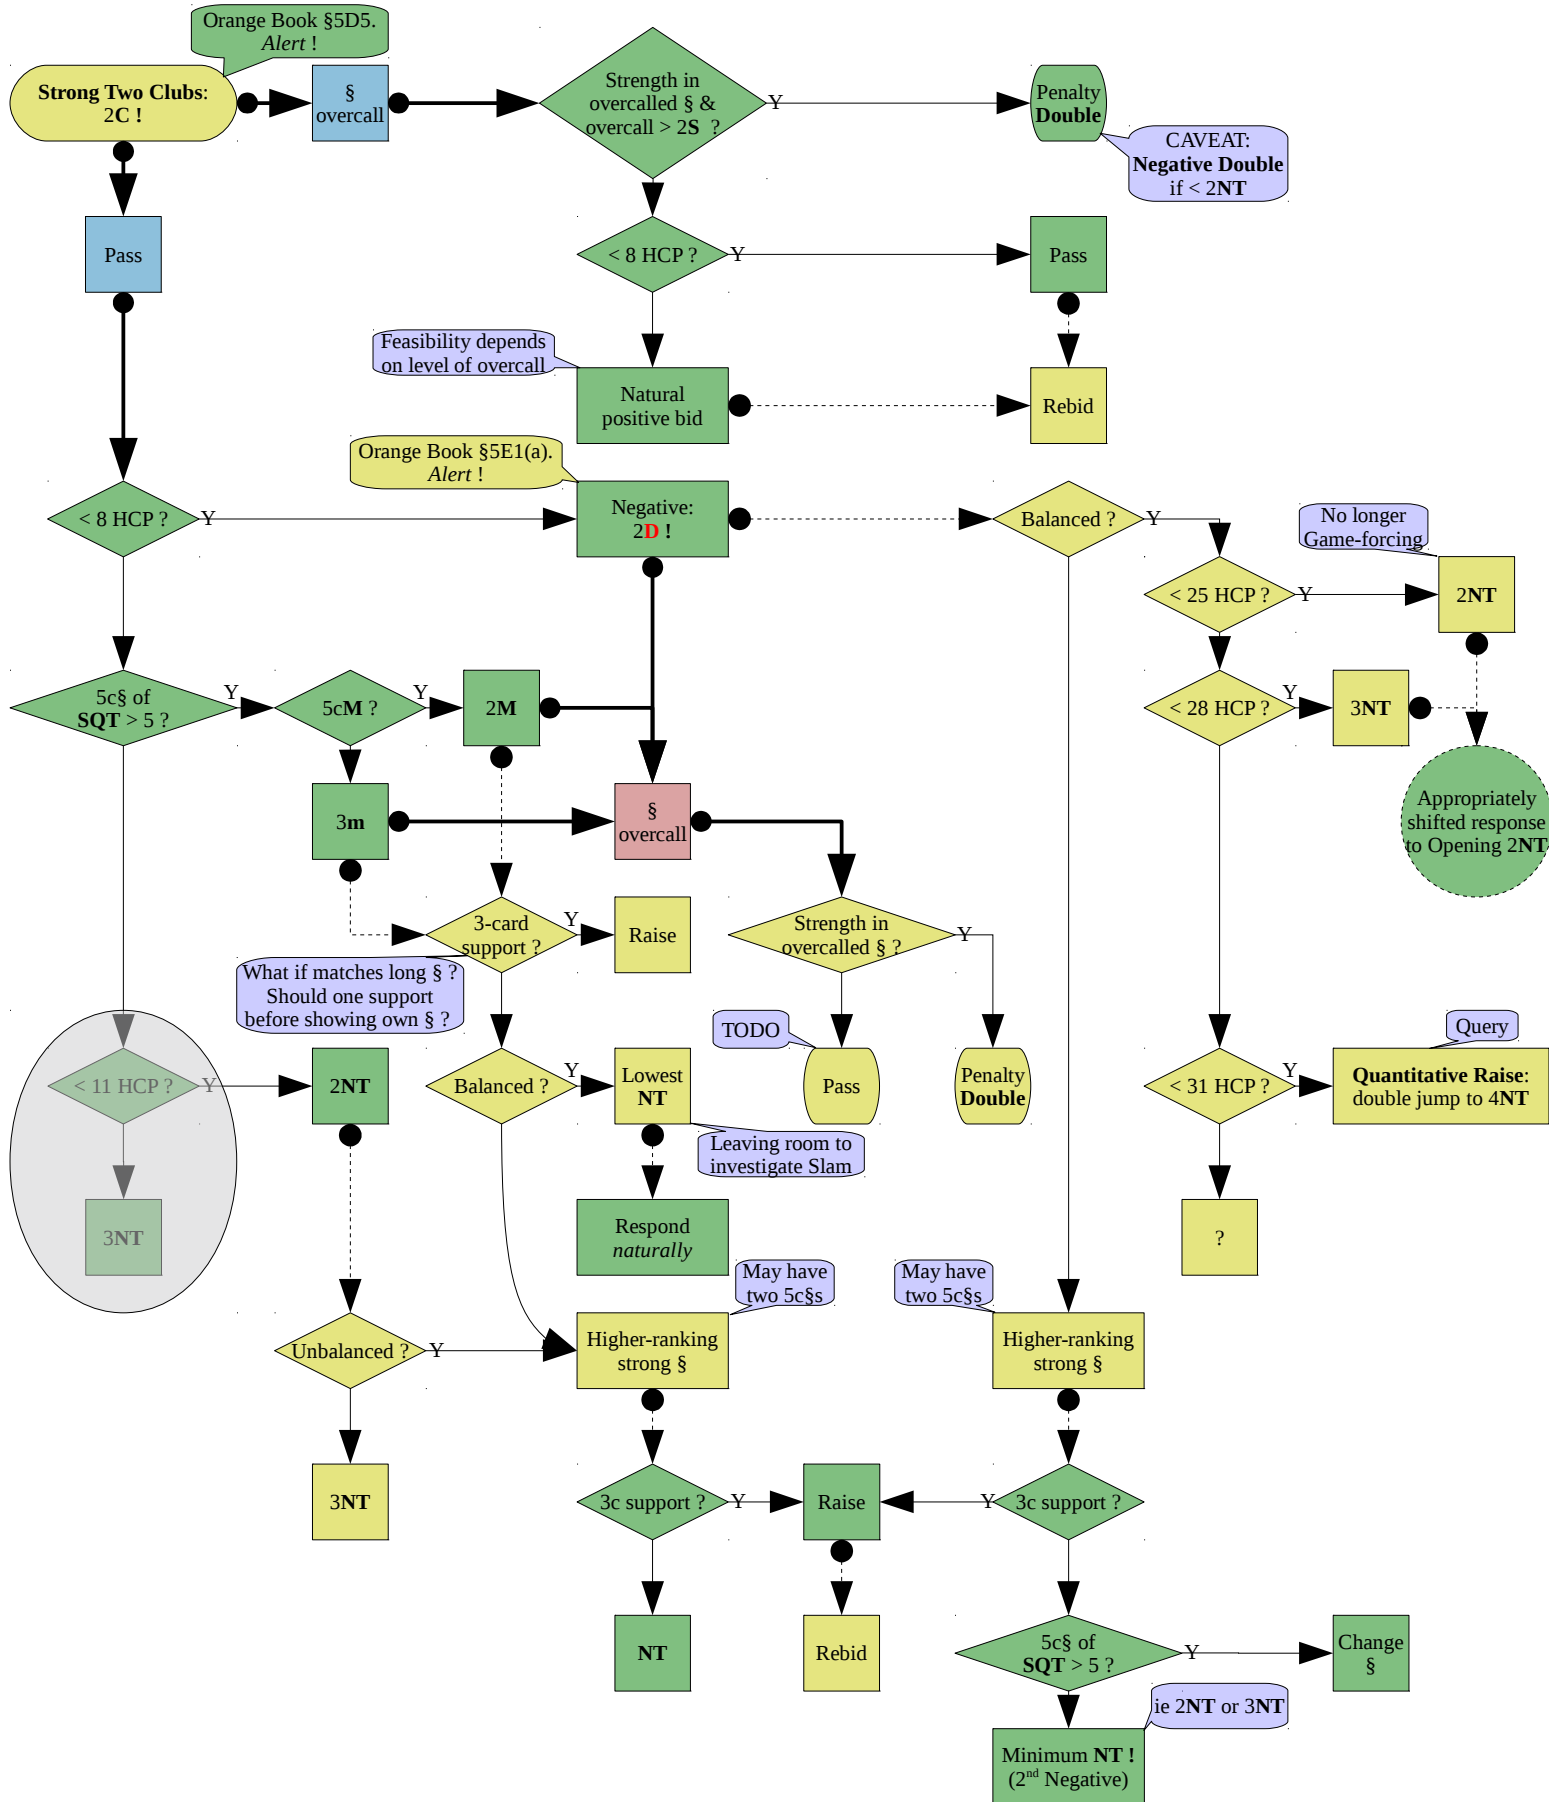 Orange Book §5D5.
Alert !
Strong Two Clubs:
2C !
§
overcall
Strength in
overcalled § &
overcall > 2S ?
Y
Penalty
Double
CAVEAT:
Negative Double
if < 2NT
Pass
< 8 HCP ?
Y
Pass
Feasibility depends
on level of overcall
Natural
positive bid
Rebid
Orange Book §5E1(a).
Alert !
< 8 HCP ?
Y
Negative:
2D !
Balanced ?
Y
No longer
Game-forcing
< 25 HCP ?
Y
2NT
5c§ of
SQT > 5 ?
Y
5cM ?
Y
2M
< 28 HCP ?
Y
3NT
3m
§
overcall
Appropriately
shifted response
to Opening 2NT
3-card
support ?
Y
Raise
Strength in
overcalled § ?
Y
What if matches long § ?
Should one support
before showing own § ?
TODO
Query
< 11 HCP ?
Y
2NT
Balanced ?
Y
Lowest
NT
Pass
Penalty
Double
< 31 HCP ?
Y
Quantitative Raise:
double jump to 4NT
Leaving room to
investigate Slam
3NT
Respond
naturally
?
May have
two 5c§s
May have
two 5c§s
Unbalanced ?
Y
Higher-ranking
strong §
Higher-ranking
strong §
3NT
3c support ?
Y
Raise
Y
3c support ?
NT
Rebid
5c§ of
SQT > 5 ?
Y
Change
§
ie 2NT or 3NT
Minimum NT !
(2nd Negative)